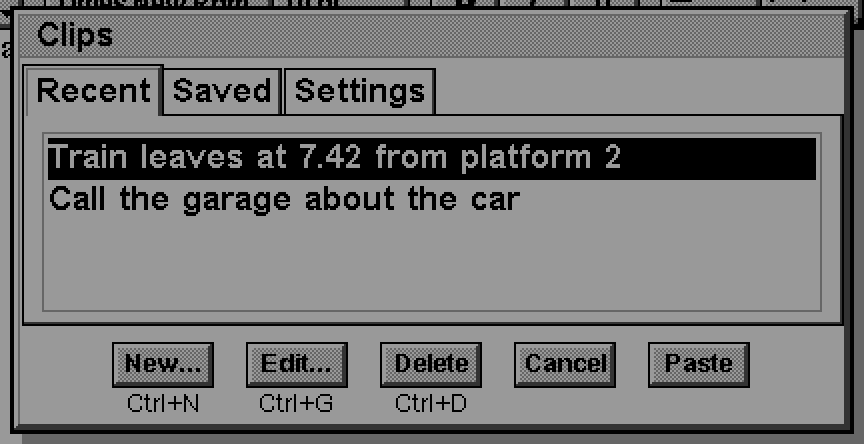 Clips
Recent Saved Settings
Train leaves at 7.42 from platform 2
Call the garage about the car
New... Edit... Delete Cancel Paste
Ctrl+N Ctrl+G Ctrl+D